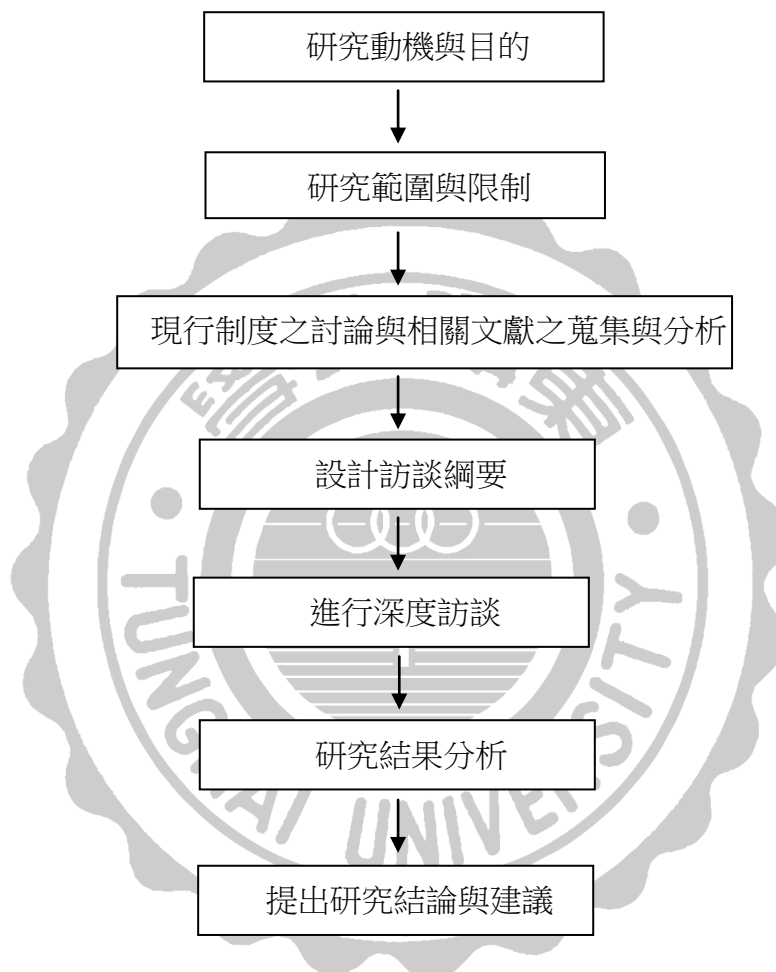 研究動機與目的
研究範圍與限制
現行制度之討論與相關文獻之蒐集與分析
設計訪談綱要
進行深度訪談
研究結果分析
提出研究結論與建議
TUNGHAI UNIVERSITY